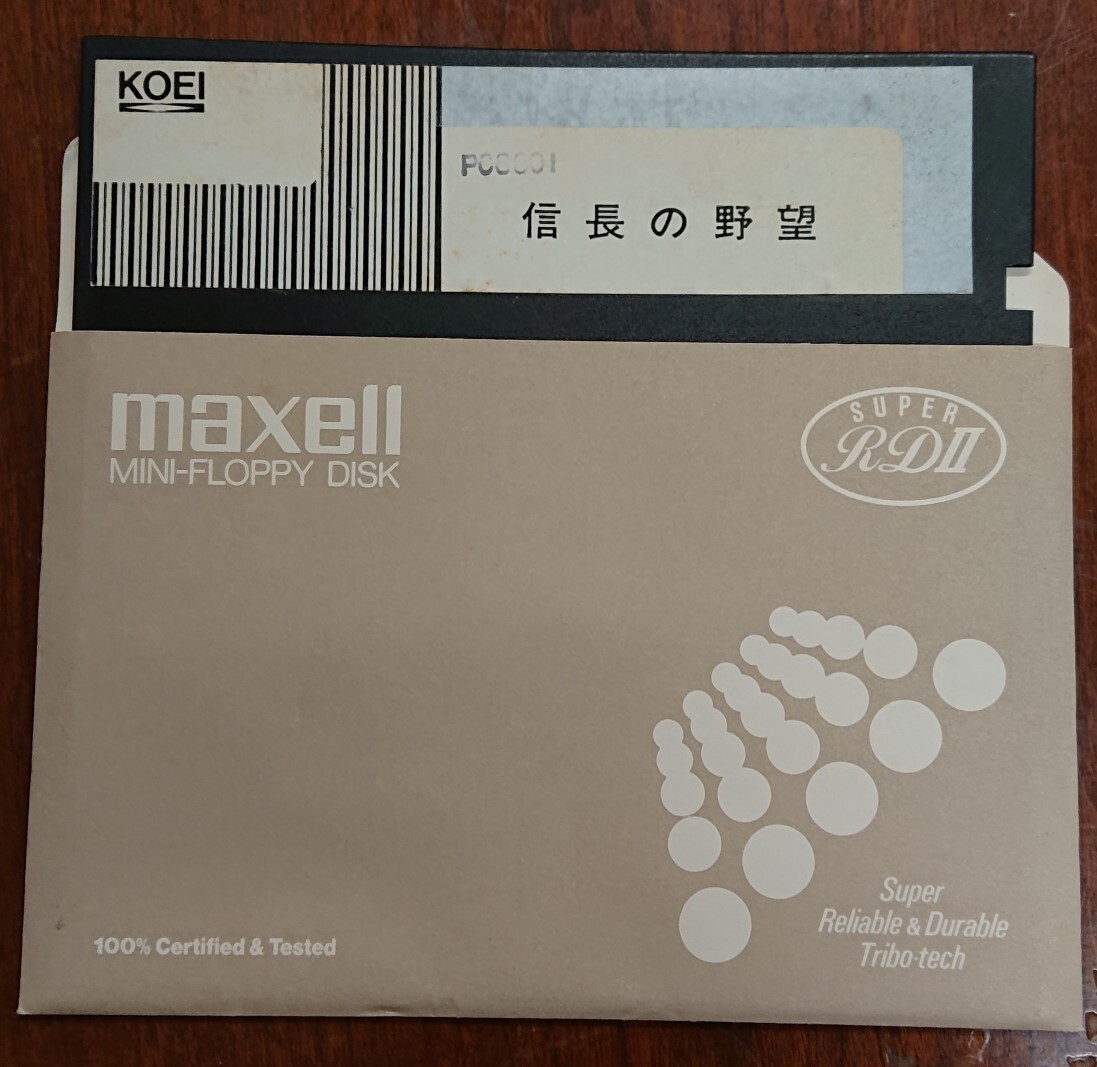 KOEI
P00001
信長の野望
maxell
MINI-FLOPPY DISK
SUPER
RDII
Super
Reliable & Durable
Tribo-tech
100% Certified & Tested